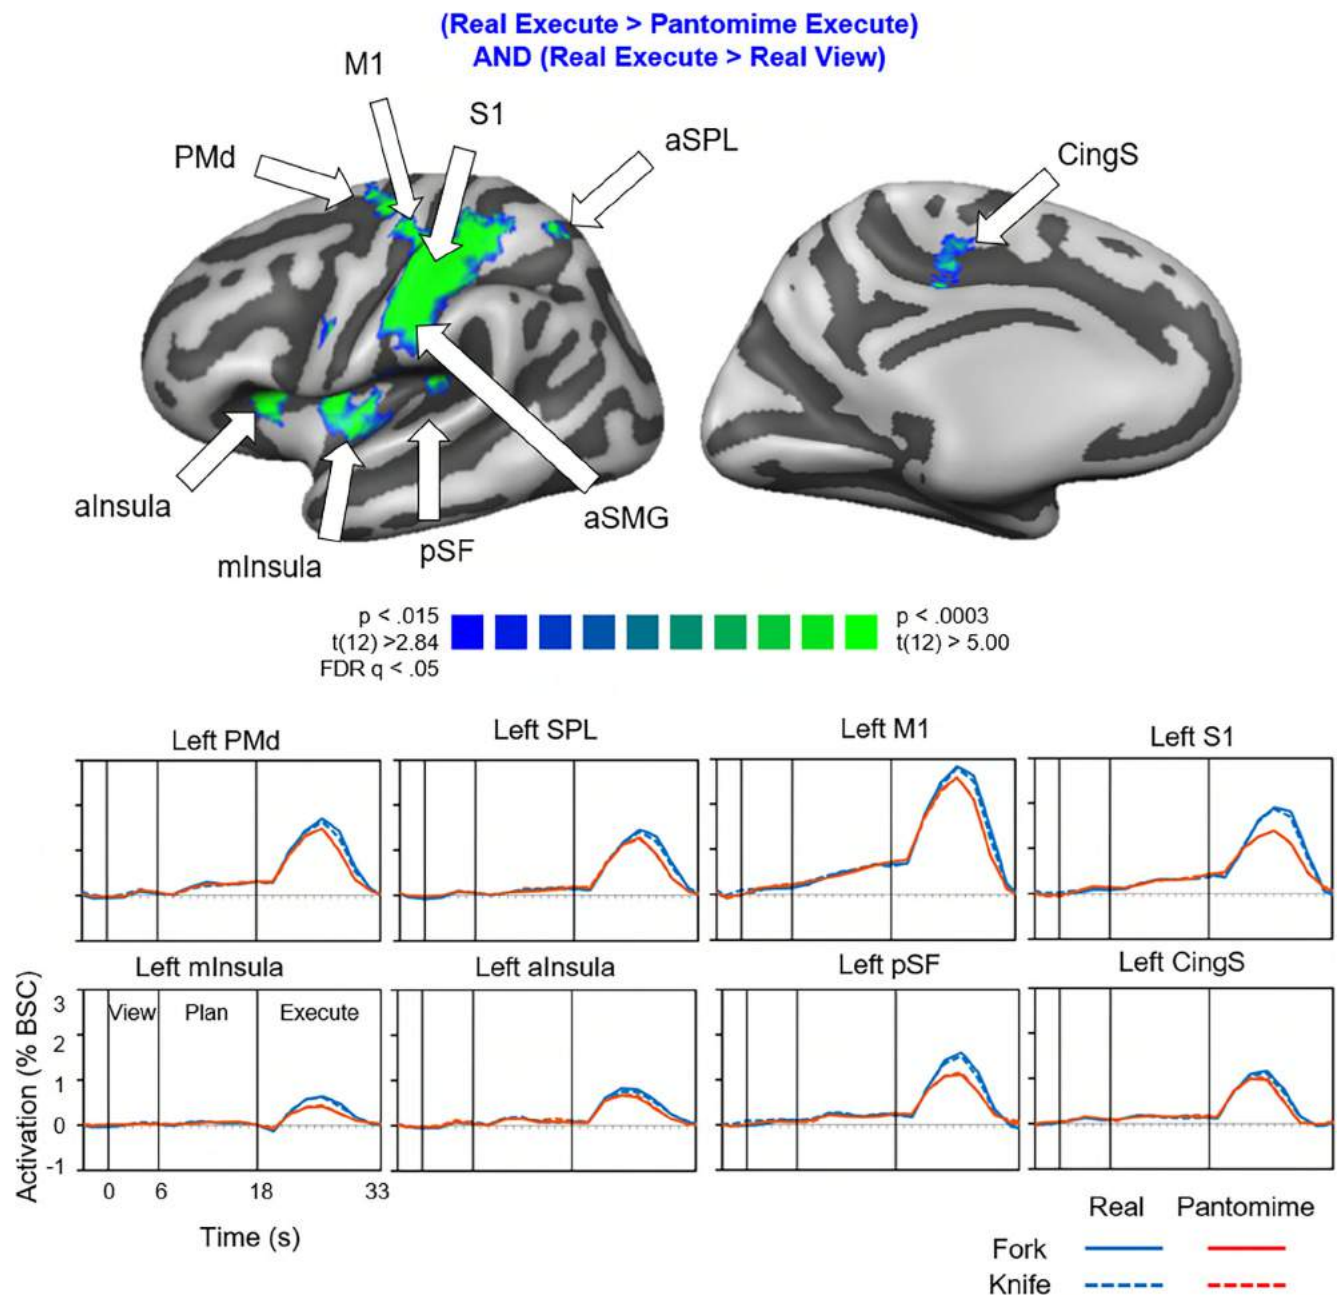 (Real Execute > Pantomime Execute)
AND (Real Execute > Real View)
M1
S1
PMd
aSPL
CingS
aInsula
mInsula
pSF
aSMG
p < .015
t(12) >2.84
FDR q < .05
p < .0003
t(12) > 5.00
Left PMd
Left SPL
Left M1
Left S1
Left mInsula
Left aInsula
Left pSF
Left CingS
Activation (% BSC)
3
2
1
0
-1
View
Plan
Execute
0
6
18
33
Time (s)
Real
Pantomime
Fork
Knife